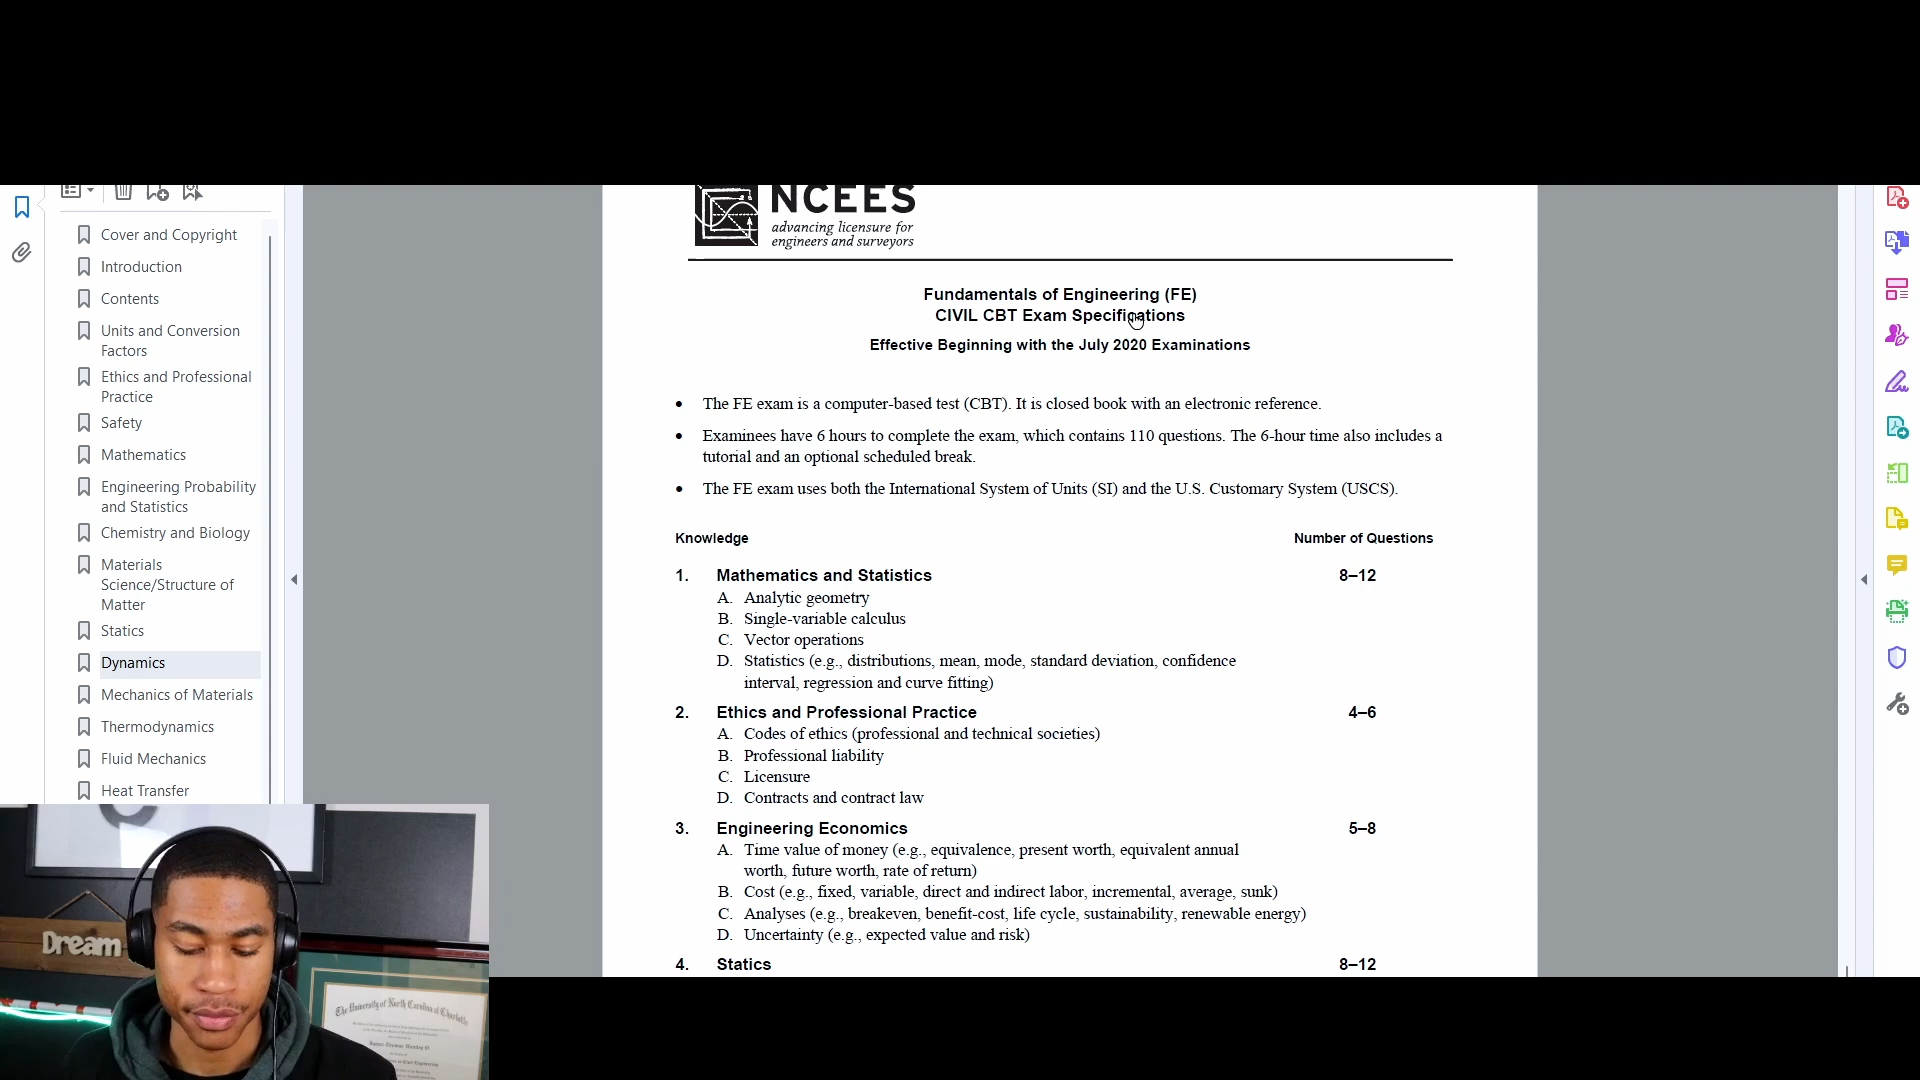 NCEES
advancing licensure for
engineers and surveyors
Fundamentals of Engineering (FE)
CIVIL CBT Exam Specifications
Effective Beginning with the July 2020 Examinations
• The FE exam is a computer-based test (CBT). It is closed book with an electronic reference.
• Examinees have 6 hours to complete the exam, which contains 110 questions. The 6-hour time also includes a
tutorial and an optional scheduled break.
• The FE exam uses both the International System of Units (SI) and the U.S. Customary System (USCS).
Knowledge Number of Questions
1. Mathematics and Statistics 8–12
A. Analytic geometry
B. Single-variable calculus
C. Vector operations
D. Statistics (e.g., distributions, mean, mode, standard deviation, confidence
interval, regression and curve fitting)
2. Ethics and Professional Practice 4–6
A. Codes of ethics (professional and technical societies)
B. Professional liability
C. Licensure
D. Contracts and contract law
3. Engineering Economics 5–8
A. Time value of money (e.g., equivalence, present worth, equivalent annual
worth, future worth, rate of return)
B. Cost (e.g., fixed, variable, direct and indirect labor, incremental, average, sunk)
C. Analyses (e.g., breakeven, benefit-cost, life cycle, sustainability, renewable energy)
D. Uncertainty (e.g., expected value and risk)
4. Statics 8–12
Cover and Copyright
Introduction
Contents
Units and Conversion
Factors
Ethics and Professional
Practice
Safety
Mathematics
Engineering Probability
and Statistics
Chemistry and Biology
Materials
Science/Structure of
Matter
Statics
Dynamics
Mechanics of Materials
Thermodynamics
Fluid Mechanics
Heat Transfer
Dream
The University of North Carolina at Charlotte